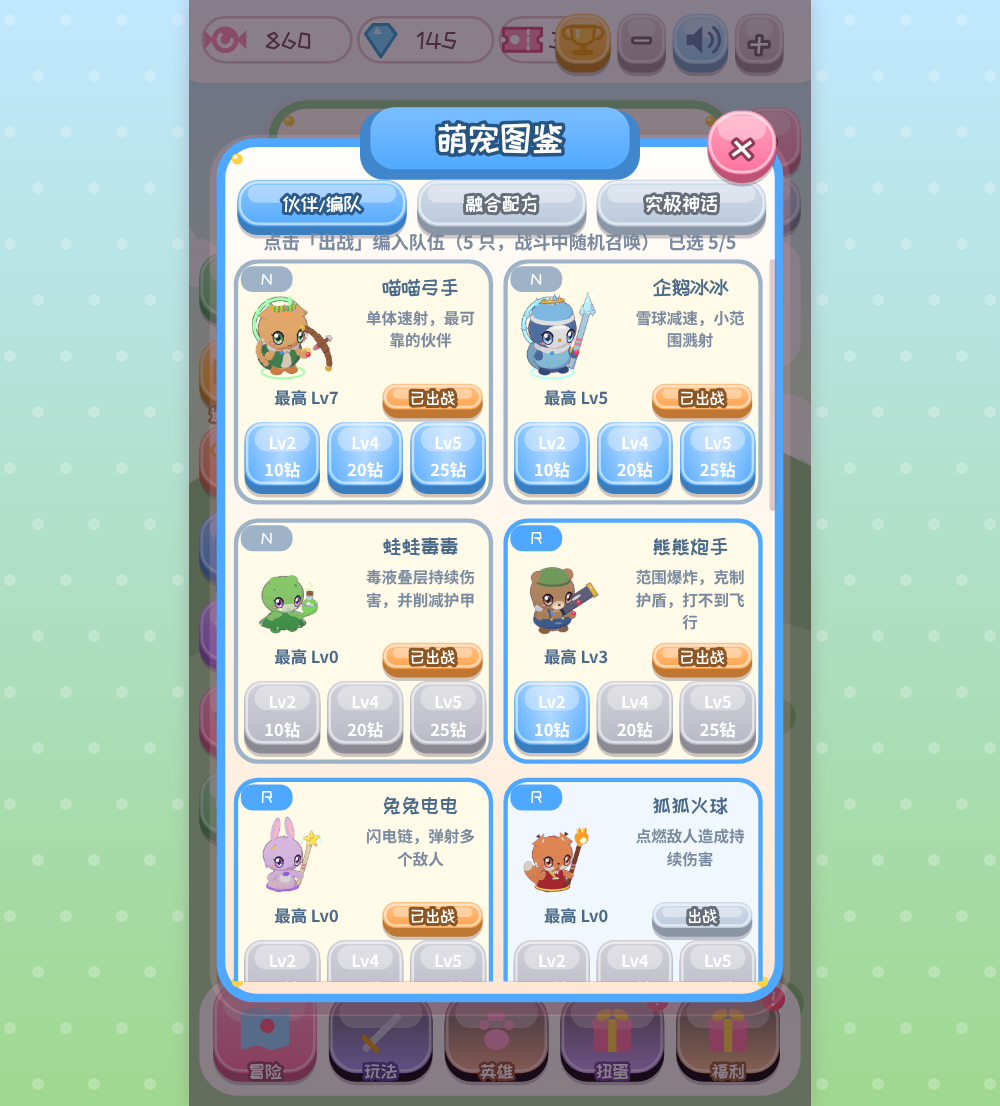 860
145
萌宠图鉴
伙伴/编队
融合配方
究极神话
点击「出战」编入队伍（5 只，战斗中随机召唤） 已选 5/5
N
喵喵弓手
单体速射，最可
靠的伙伴
最高 Lv7
已出战
Lv2
10钻
Lv4
20钻
Lv5
25钻
N
企鹅冰冰
雪球减速，小范
围溅射
最高 Lv5
已出战
Lv2
10钻
Lv4
20钻
Lv5
25钻
N
蛙蛙毒毒
毒液叠层持续伤
害，并削减护甲
最高 Lv0
已出战
Lv2
10钻
Lv4
20钻
Lv5
25钻
R
熊熊炮手
范围爆炸，克制
护盾，打不到飞
行
最高 Lv3
已出战
Lv2
10钻
Lv4
20钻
Lv5
25钻
R
兔兔电电
闪电链，弹射多
个敌人
最高 Lv0
已出战
Lv2
Lv4
Lv5
R
狐狐火球
点燃敌人造成持
续伤害
最高 Lv0
出战
Lv2
Lv4
Lv5
冒险
玩法
英雄
扭蛋
福利